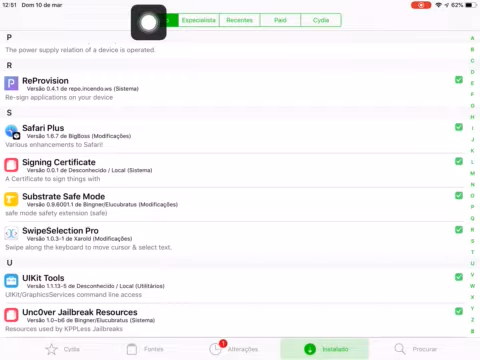 12:51 Dom 10 de mar
62%
Especialista
Recentes
Paid
Cydia
P
The power supply relation of a device is operated.
R
ReProvision
Versão 0.4.1 de repo.incendo.ws (Sistema)
Re-sign applications on your device
S
Safari Plus
Versão 1.6.7 de BigBoss (Modificações)
Various enhancements to Safari!
Signing Certificate
Versão 0.0.1 de Desconhecido / Local (Sistema)
A Certificate to sign things with
Substrate Safe Mode
Versão 0.9.6001.1 de Bingner/Elucubratus (Modificações)
safe mode safety extension (safe)
SwipeSelection Pro
Versão 1.0.3-1 de Xarold (Modificações)
Swipe along the keyboard to move cursor & select text.
U
UIKit Tools
Versão 1.1.13-5 de Desconhecido / Local (Utilitários)
UIKit/GraphicsServices command line access
Unc0ver Jailbreak Resources
Versão 1.0~b6 de Bingner/Elucubratus (Sistema)
Resources used by KPPLess Jailbreak
A
B
C
D
E
F
G
H
I
J
K
L
M
N
O
P
Q
R
S
T
U
V
W
X
Y
Z
#
Cydia
Fontes
1
Alterações
Instalado
Procurar